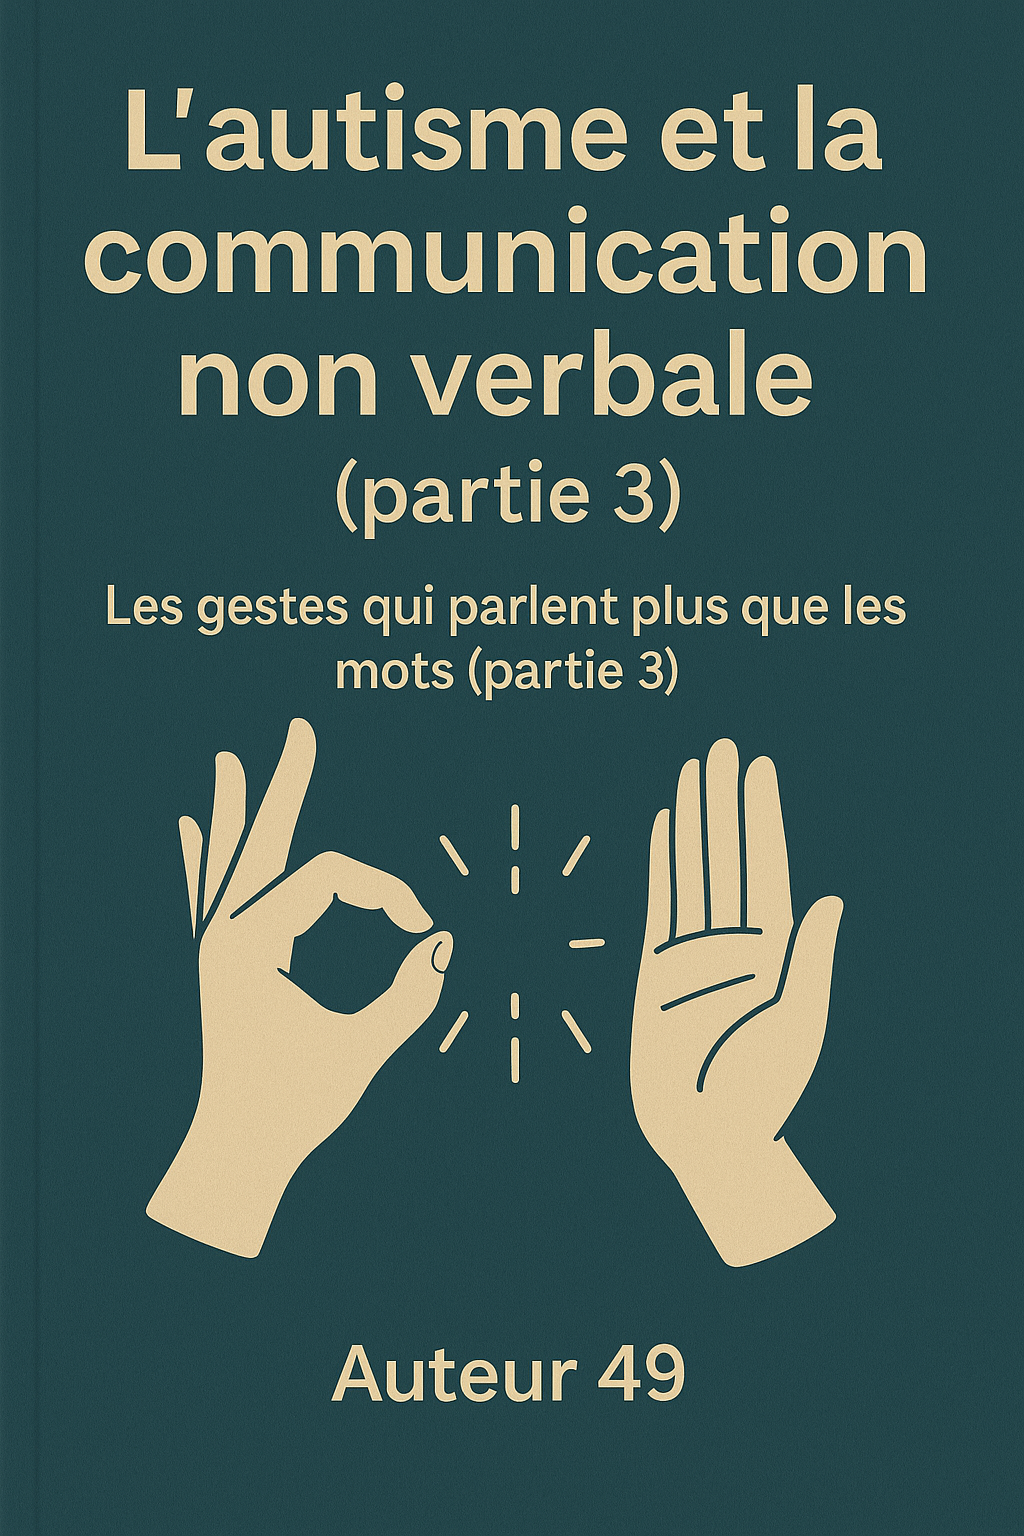 L'autisme et la
communication
non verbale
(partie 3)
Les gestes qui parlent plus que les
mots (partie 3)
Auteur 49